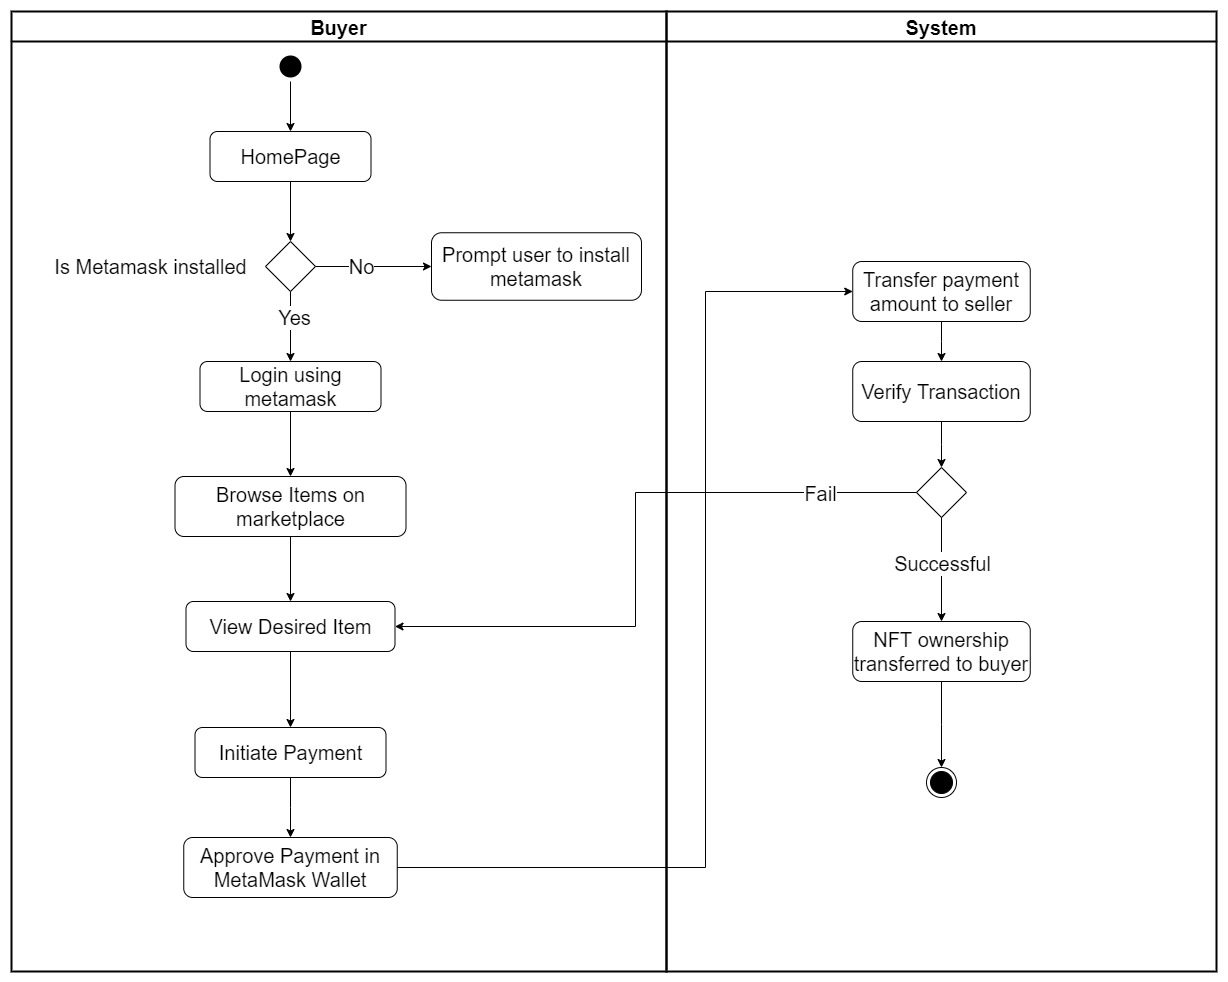 Buyer
System
HomePage
Is Metamask installed
No
Prompt user to install
metamask
Yes
Login using
metamask
Browse Items on
marketplace
View Desired Item
Initiate Payment
Approve Payment in
MetaMask Wallet
Transfer payment
amount to seller
Verify Transaction
Fail
Successful
NFT ownership
transferred to buyer